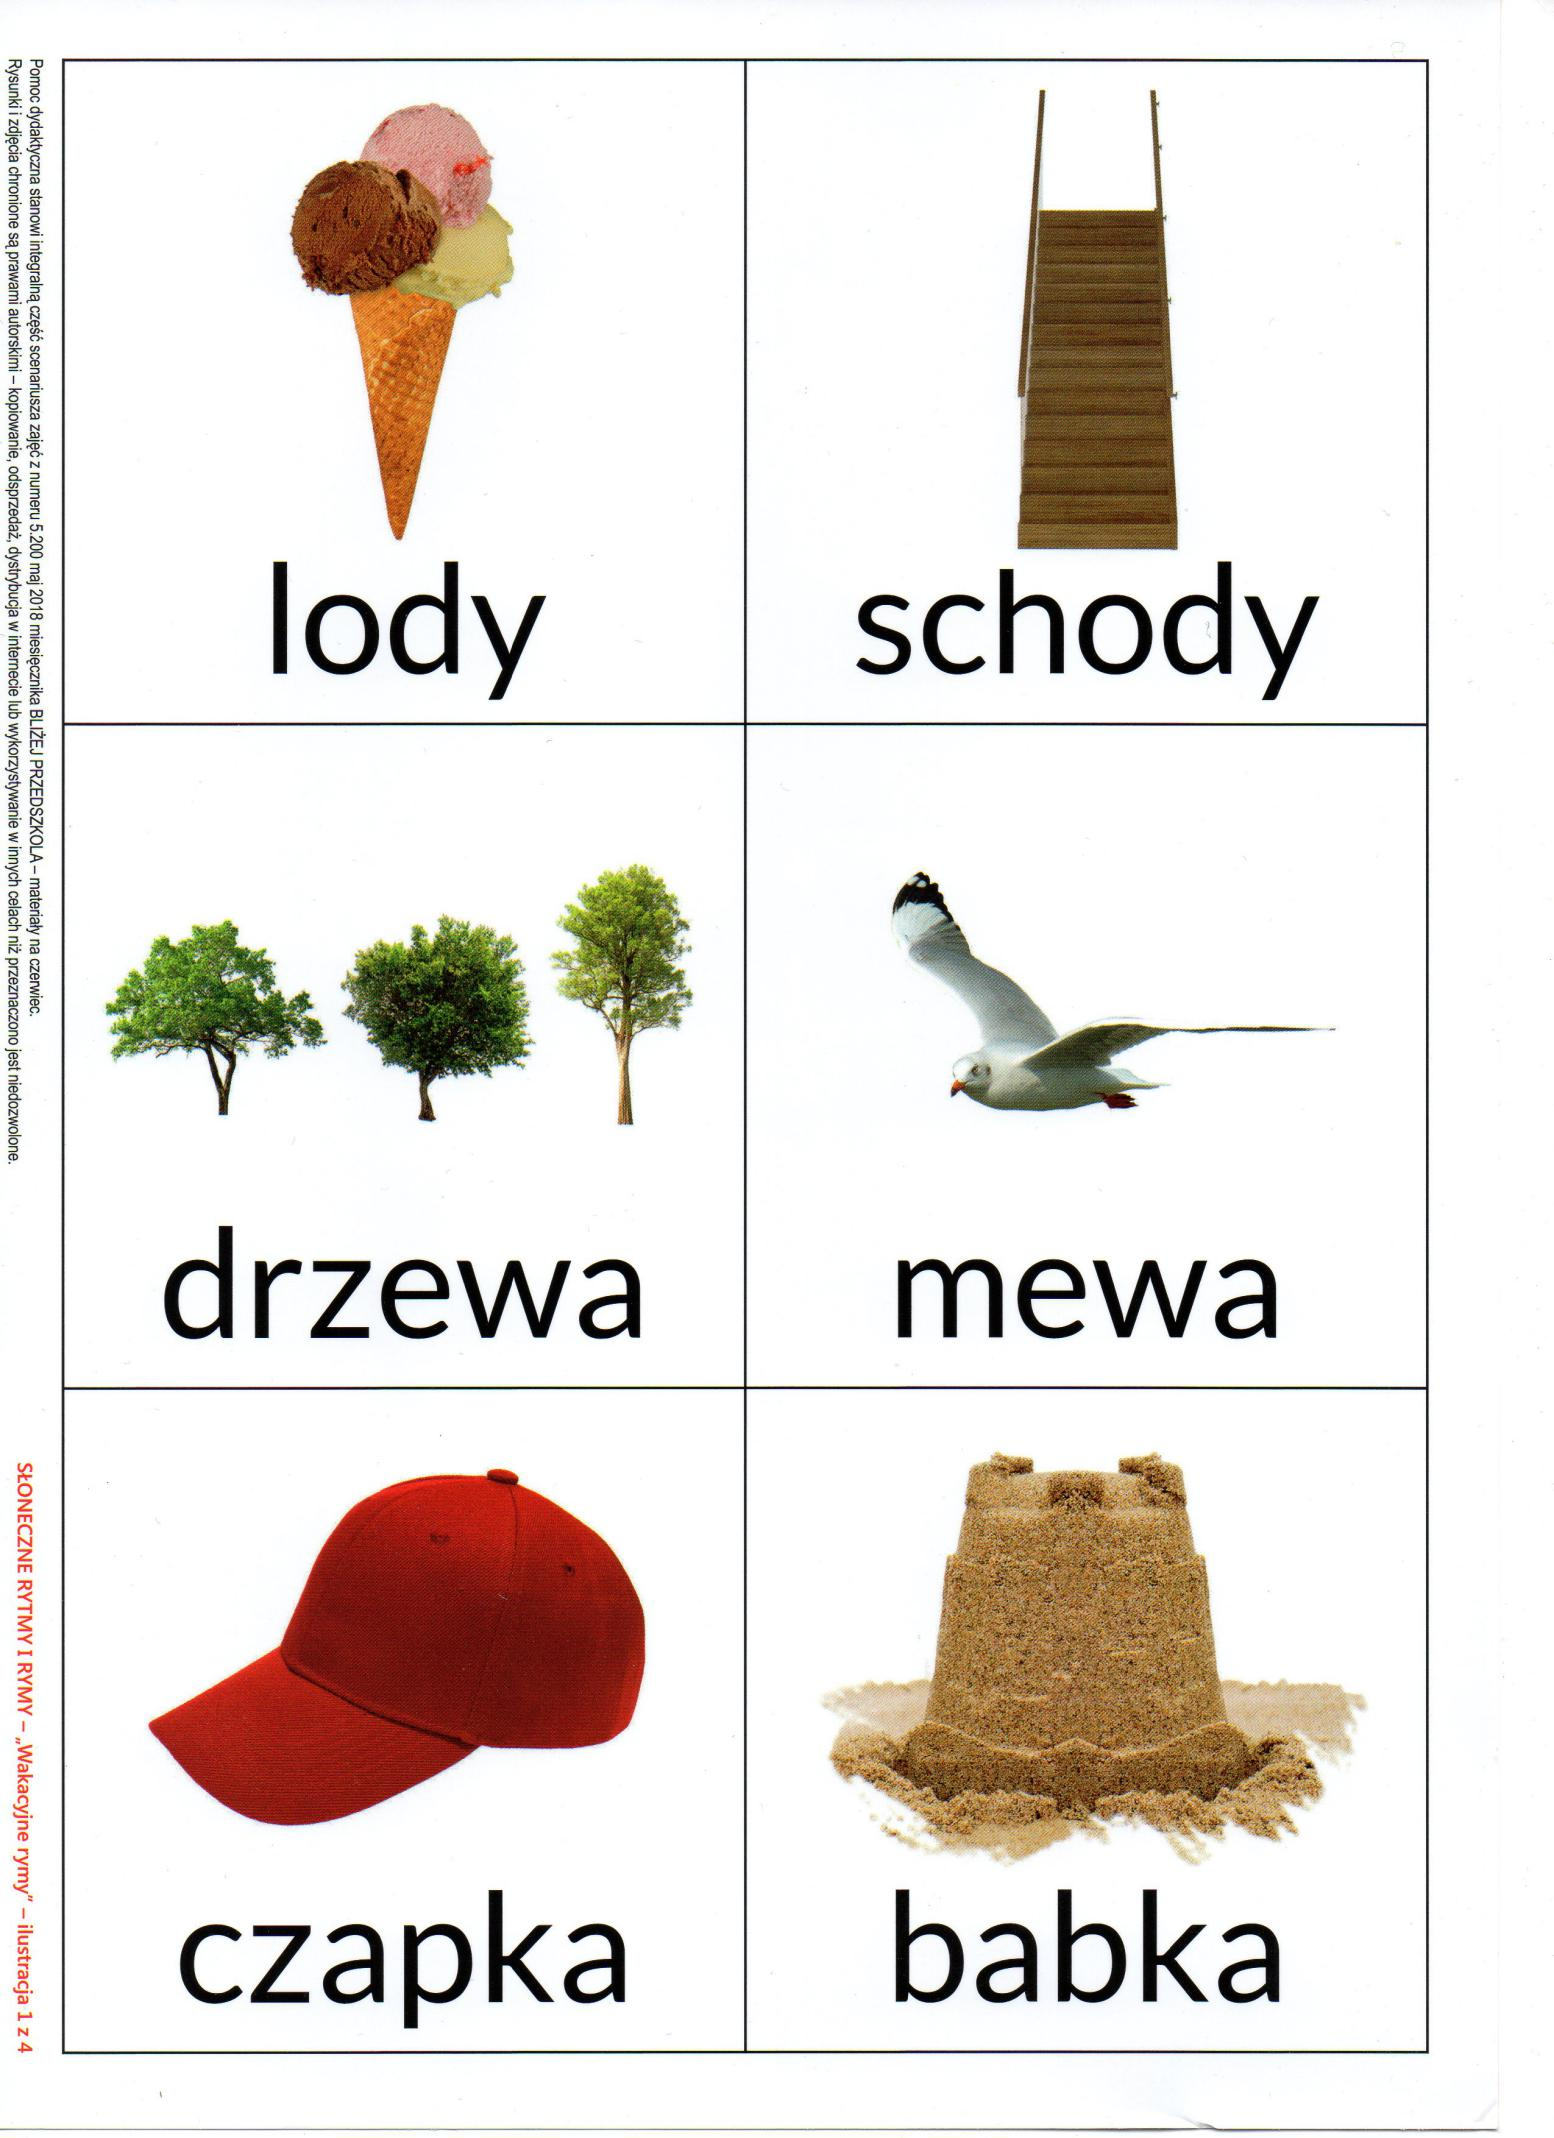 lody
schody
drzewa
mewa
czapka
babka
Pomoc dydaktyczna stanowi integralną część scenariusza zajęć z numeru 5.200 maj 2018 miesięcznika BLIŻEJ PRZEDSZKOLA – materiały na czerwiec.
Rysunki i zdjęcia chronione są prawami autorskimi – kopiowanie, odsprzedaż, dystrybucja w internecie lub wykorzystywanie w innych celach niż przeznaczono jest niedozwolone.
SŁONECZNE RYTMY I RYMY – „Wakacyjne rymy” – ilustracja 1 z 4